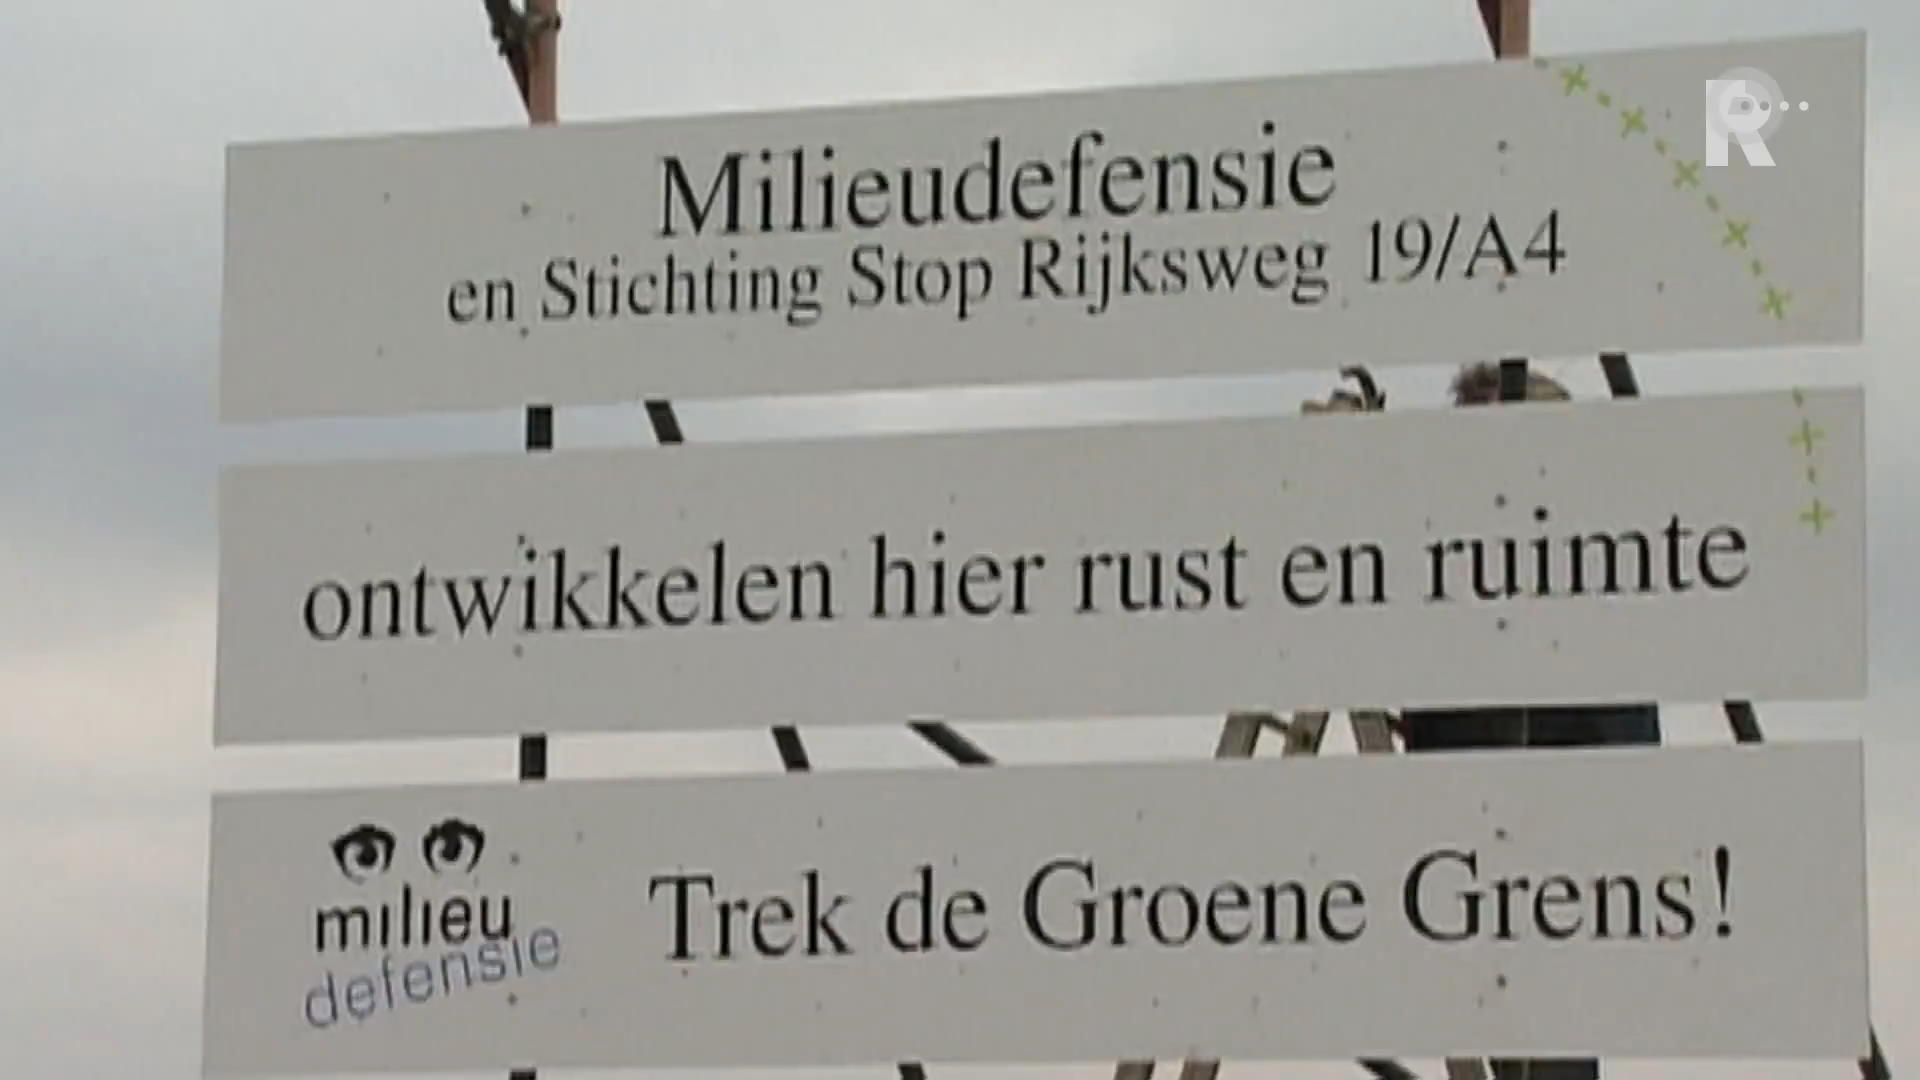 Milieudefensie
en Stichting Stop Rijksweg 19/A4
ontwikkelen hier rust en ruimte
milieu
defensie
Trek de Groene Grens!
R